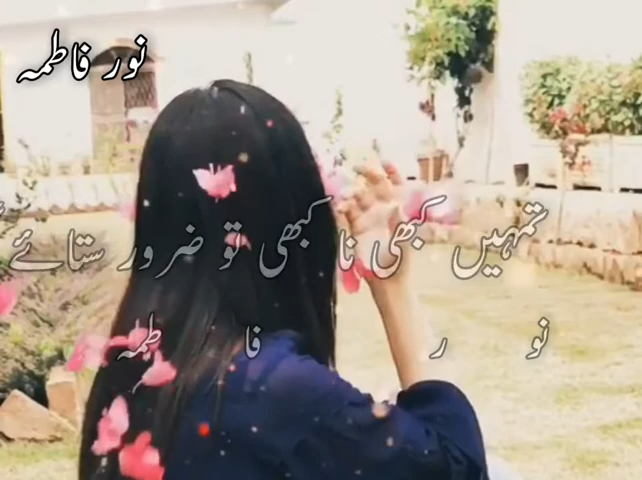 نور فاطمہ
تمہیں کبھی نا کبھی تو ضرور ستائے
نو ر فا طمہ